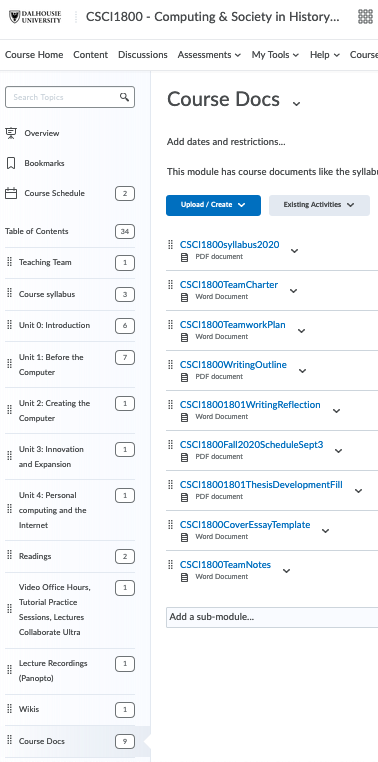 DALHOUSIE
UNIVERSITY
CSCI1800 - Computing & Society in History...
Course Home Content Discussions Assessments My Tools Help Course
Search Topics
Overview
Bookmarks
Course Schedule 2
Table of Contents 34
Teaching Team 1
Course syllabus 3
Unit 0: Introduction 6
Unit 1: Before the 7
Computer
Unit 2: Creating the 1
Computer
Unit 3: Innovation 1
and Expansion
Unit 4: Personal 1
computing and the
Internet
Readings 2
Video Office Hours, 1
Tutorial Practice
Sessions, Lectures
Collaborate Ultra
Lecture Recordings 1
(Panopto)
Wikis 1
Course Docs 9
Course Docs
Add dates and restrictions...
This module has course documents like the syllabu
Upload / Create Existing Activities
CSCI1800syllabus2020
PDF document
CSCI1800TeamCharter
Word Document
CSCI1800TeamworkPlan
Word Document
CSCI1800WritingOutline
PDF document
CSCI18001801WritingReflection
Word Document
CSCI1800Fall2020ScheduleSept3
PDF document
CSCI18001801ThesisDevelopmentFill
PDF document
CSCI1800CoverEssayTemplate
Word Document
CSCI1800TeamNotes
Word Document
Add a sub-module...